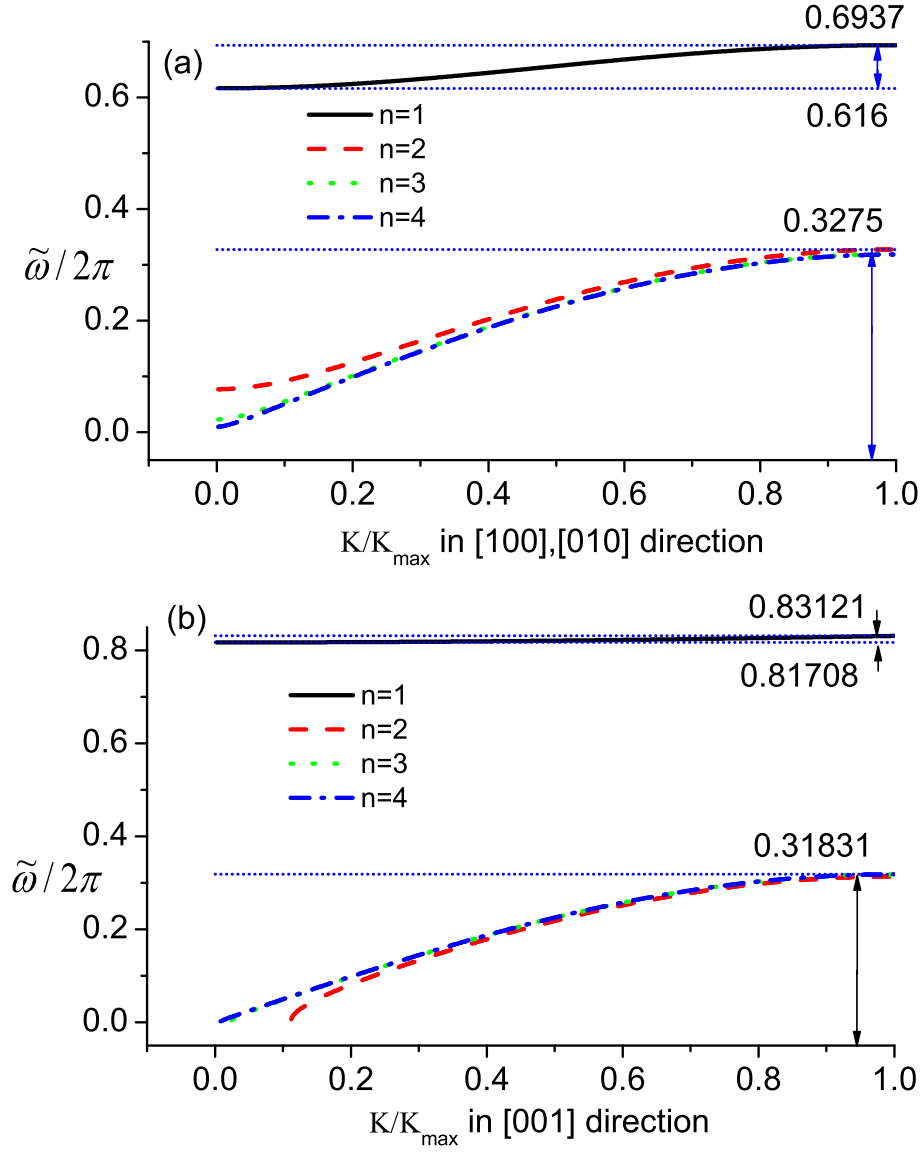 0.6937
(a)
0.6
0.616
n=1
n=2
n=3
n=4
0.4
0.3275
ω̃/2π
0.2
0.0
0.0 0.2 0.4 0.6 0.8 1.0
K/Kmax in [100],[010] direction
(b)
0.83121
0.8
0.81708
n=1
n=2
n=3
n=4
0.6
0.4
0.31831
ω̃/2π
0.2
0.0
0.0 0.2 0.4 0.6 0.8 1.0
K/Kmax in [001] direction